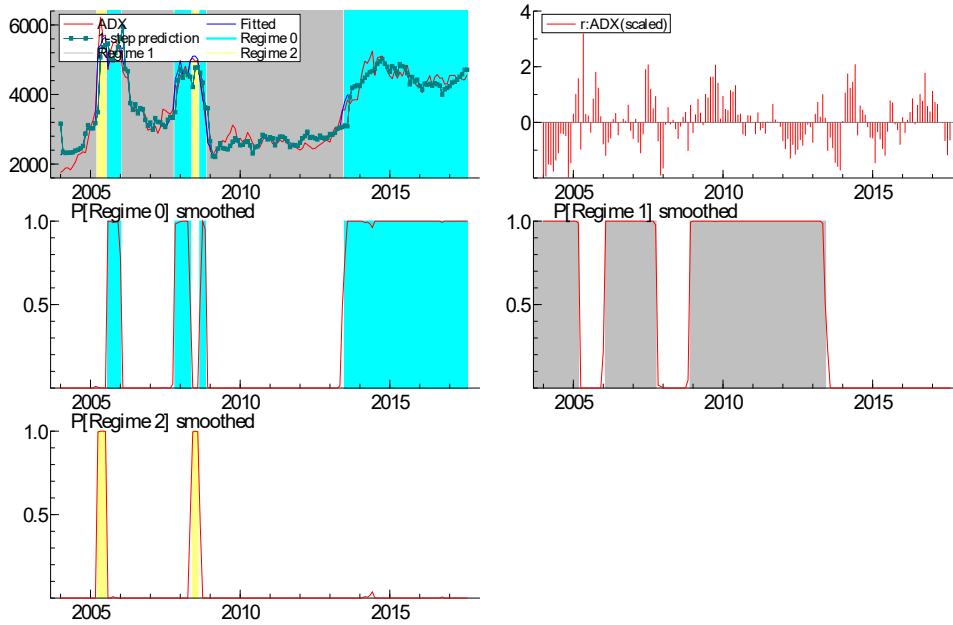 6000
4000
2000
ADX
Fitted
1-step prediction
Regime 0
Regime 1
Regime 2
2005 2010 2015
4
2
0
r:ADX (scaled)
2005 2010 2015
P[Regime 0] smoothed
1.0
0.5
2005 2010 2015
P[Regime 1] smoothed
1.0
0.5
2005 2010 2015
P[Regime 2] smoothed
1.0
0.5
2005 2010 2015